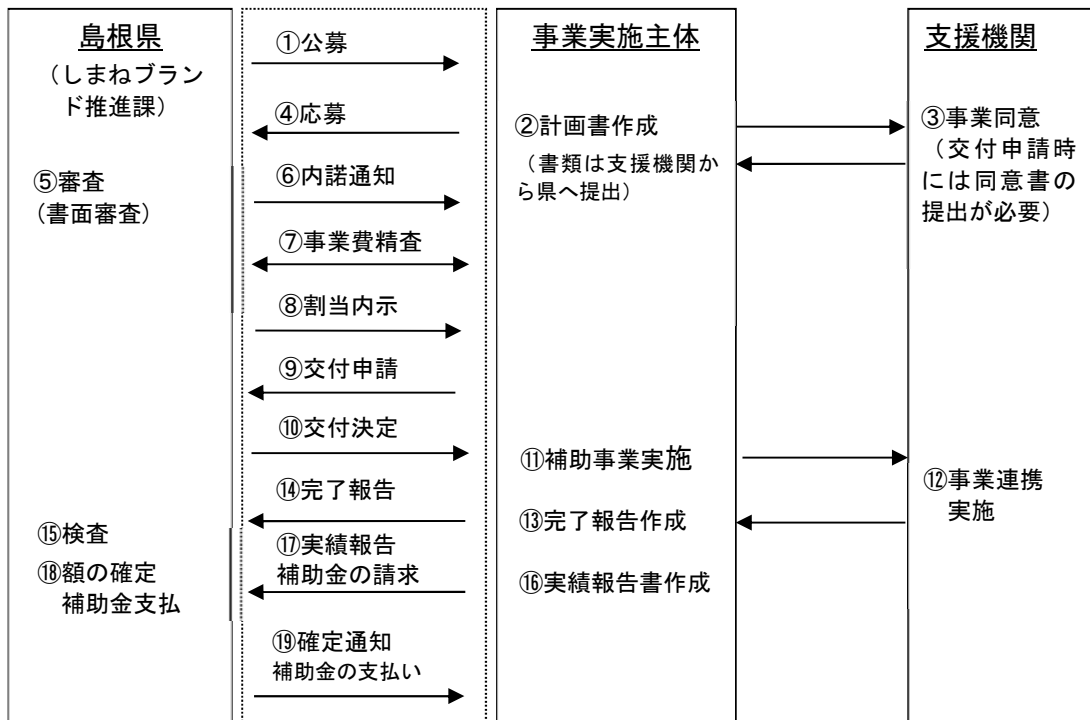 島根県
（しまねブラン
ド推進課）
⑤審査
(書面審査）
⑮検査
⑱額の確定
補助金支払
①公募
④応募
⑥内諾通知
⑦事業費精査
⑧割当内示
⑨交付申請
⑩交付決定
⑭完了報告
⑰実績報告
補助金の請求
⑲確定通知
補助金の支払い
事業実施主体
②計画書作成
（書類は支援機関か
ら県へ提出）
⑪補助事業実施
⑬完了報告作成
⑯実績報告書作成
支援機関
③事業同意
（交付申請時
には同意書の
提出が必要）
⑫事業連携
実施